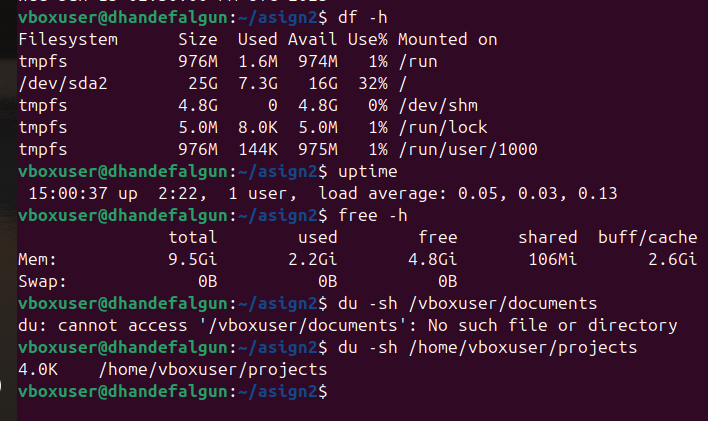 vboxuser@dhandefalgun:~/asign2$ df -h
Filesystem      Size  Used Avail Use% Mounted on
tmpfs           976M  1.6M  974M   1% /run
/dev/sda2        25G  7.3G   16G  32% /
tmpfs           4.8G     0  4.8G   0% /dev/shm
tmpfs           5.0M  8.0K  5.0M   1% /run/lock
tmpfs           976M  144K  975M   1% /run/user/1000
vboxuser@dhandefalgun:~/asign2$ uptime
 15:00:37 up  2:22,  1 user,  load average: 0.05, 0.03, 0.13
vboxuser@dhandefalgun:~/asign2$ free -h
               total        used        free      shared  buff/cache
Mem:           9.5Gi       2.2Gi       4.8Gi       106Mi       2.6Gi
Swap:             0B          0B          0B
vboxuser@dhandefalgun:~/asign2$ du -sh /vboxuser/documents
du: cannot access '/vboxuser/documents': No such file or directory
vboxuser@dhandefalgun:~/asign2$ du -sh /home/vboxuser/projects
4.0K    /home/vboxuser/projects
vboxuser@dhandefalgun:~/asign2$